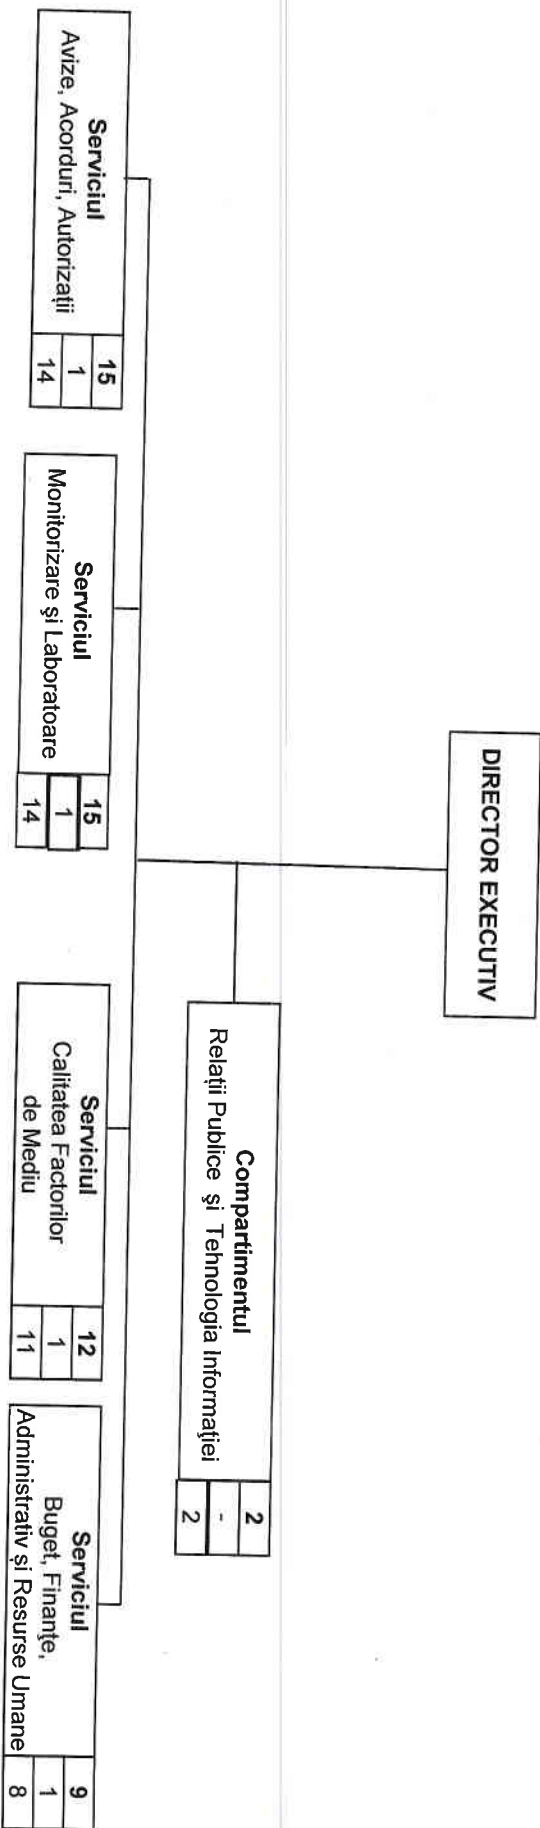 DIRECTOR EXECUTIV
Compartimentul
Relații Publice și Tehnologia Informației
2
-
2
Serviciul
Avize, Acorduri, Autorizații
15
1
14
Serviciul
Monitorizare și Laboratoare
15
1
14
Serviciul
Calitatea Factorilor
de Mediu
12
1
11
Serviciul
Buget, Finanțe,
Administrativ și Resurse Umane
9
1
8